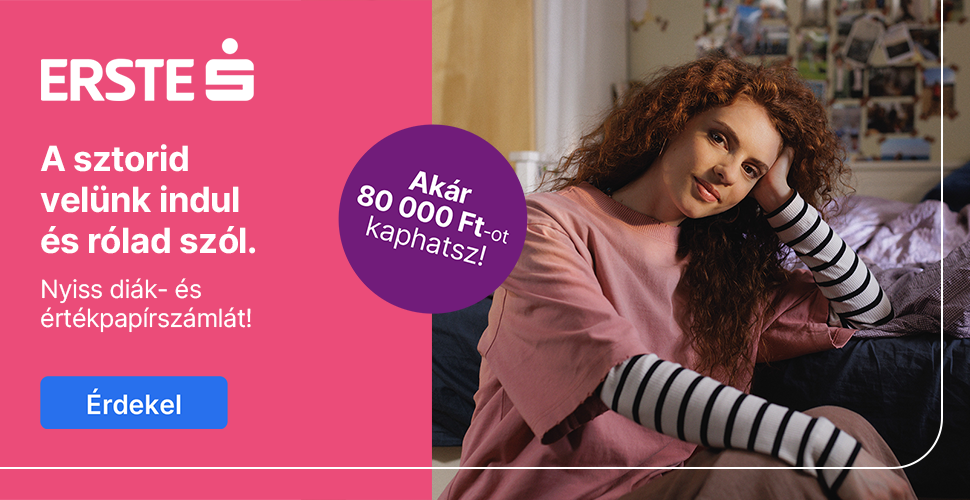 ERSTE
A sztorid
velünk indul
és rólad szól.
Nyiss diák- és
értékpapírszámlát!
Akár
80 000 Ft-ot
kaphatsz!
Érdekel